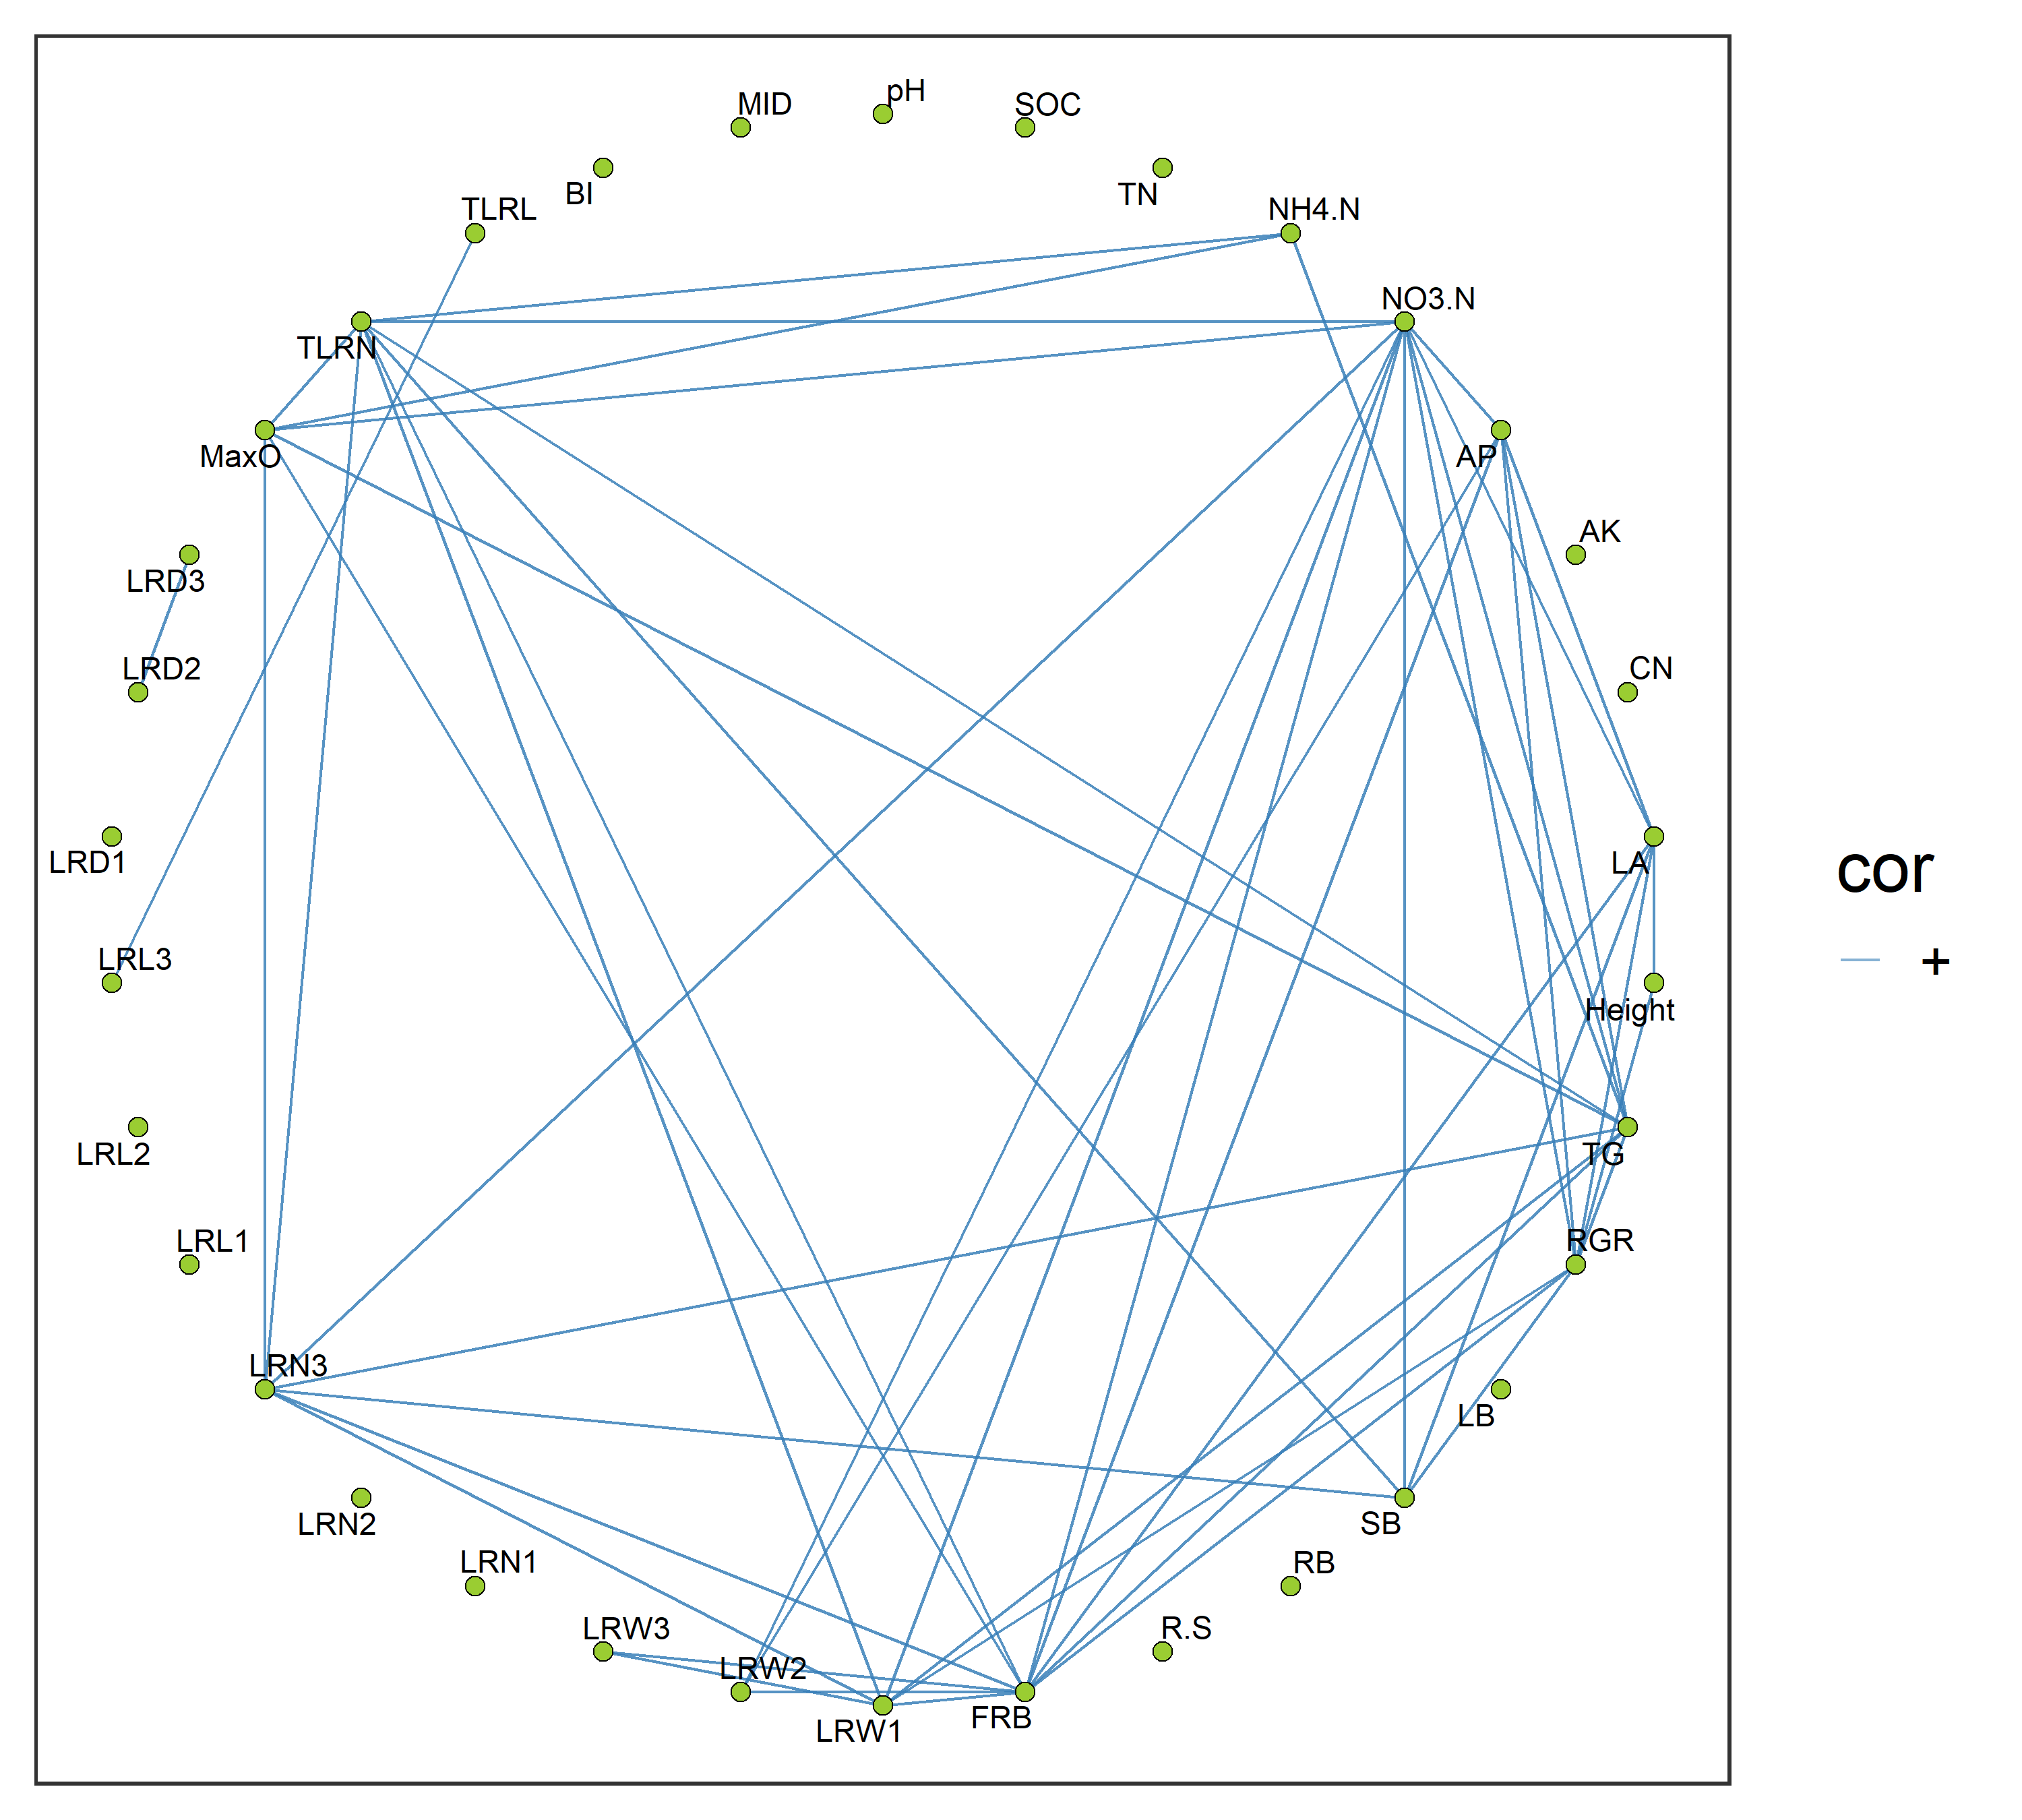 pH
MID
SOC
BI
TN
TLRL
NH4.N
NO3.N
TLRN
MaxO
AP
AK
LRD3
LRD2
CN
LRD1
LA
cor
LRL3
+
Height
LRL2
TG
LRL1
RGR
LRN3
LB
LRN2
SB
LRN1
RB
LRW3
R.S
LRW2
FRB
LRW1